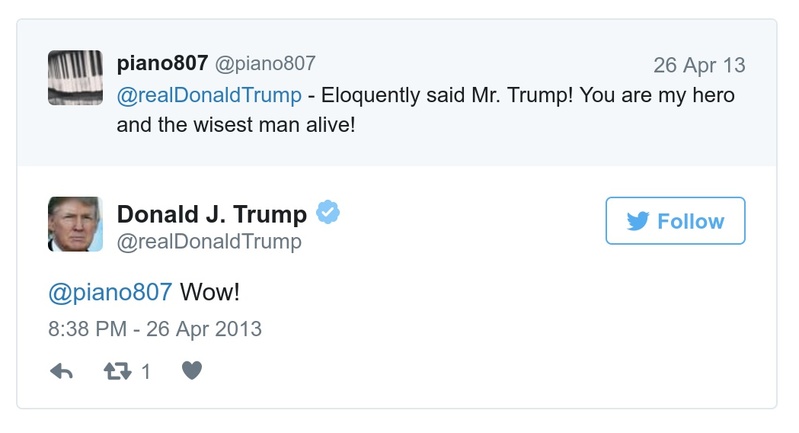 piano807 @piano807 26 Apr 13
@realDonaldTrump - Eloquently said Mr. Trump! You are my hero
and the wisest man alive!
Donald J. Trump
@realDonaldTrump
Follow
@piano807 Wow!
8:38 PM - 26 Apr 2013
1